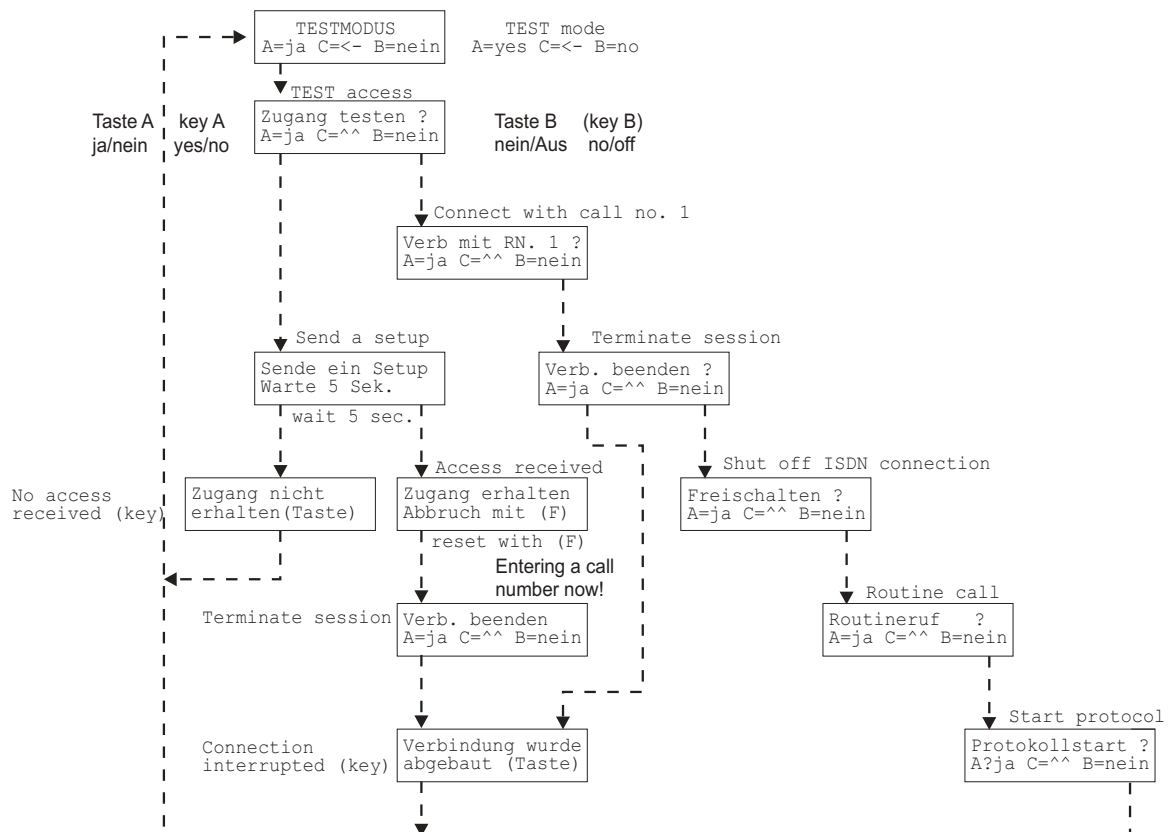 TESTMODUS
A=ja C=<- B=nein
TEST mode
A=yes C=<- B=no
TEST access
Zugang testen ?
A=ja C=^^ B=nein
Taste A
ja/nein
key A
yes/no
Taste B (key B)
nein/Aus no/off
Connect with call no. 1
Verb mit RN. 1 ?
A=ja C=^^ B=nein
Send a setup
Sende ein Setup
Warte 5 Sek.
wait 5 sec.
Terminate session
Verb. beenden ?
A=ja C=^^ B=nein
No access
received (key)
Zugang nicht
erhalten(Taste)
Access received
Zugang erhalten
Abbruch mit (F)
reset with (F)
Entering a call
number now!
Shut off ISDN connection
Freischalten ?
A=ja C=^^ B=nein
Terminate session
Verb. beenden
A=ja C=^^ B=nein
Routine call
Routineruf ?
A=ja C=^^ B=nein
Connection
interrupted (key)
Verbindung wurde
abgebaut (Taste)
Start protocol
Protokollstart ?
A?ja C=^^ B=nein